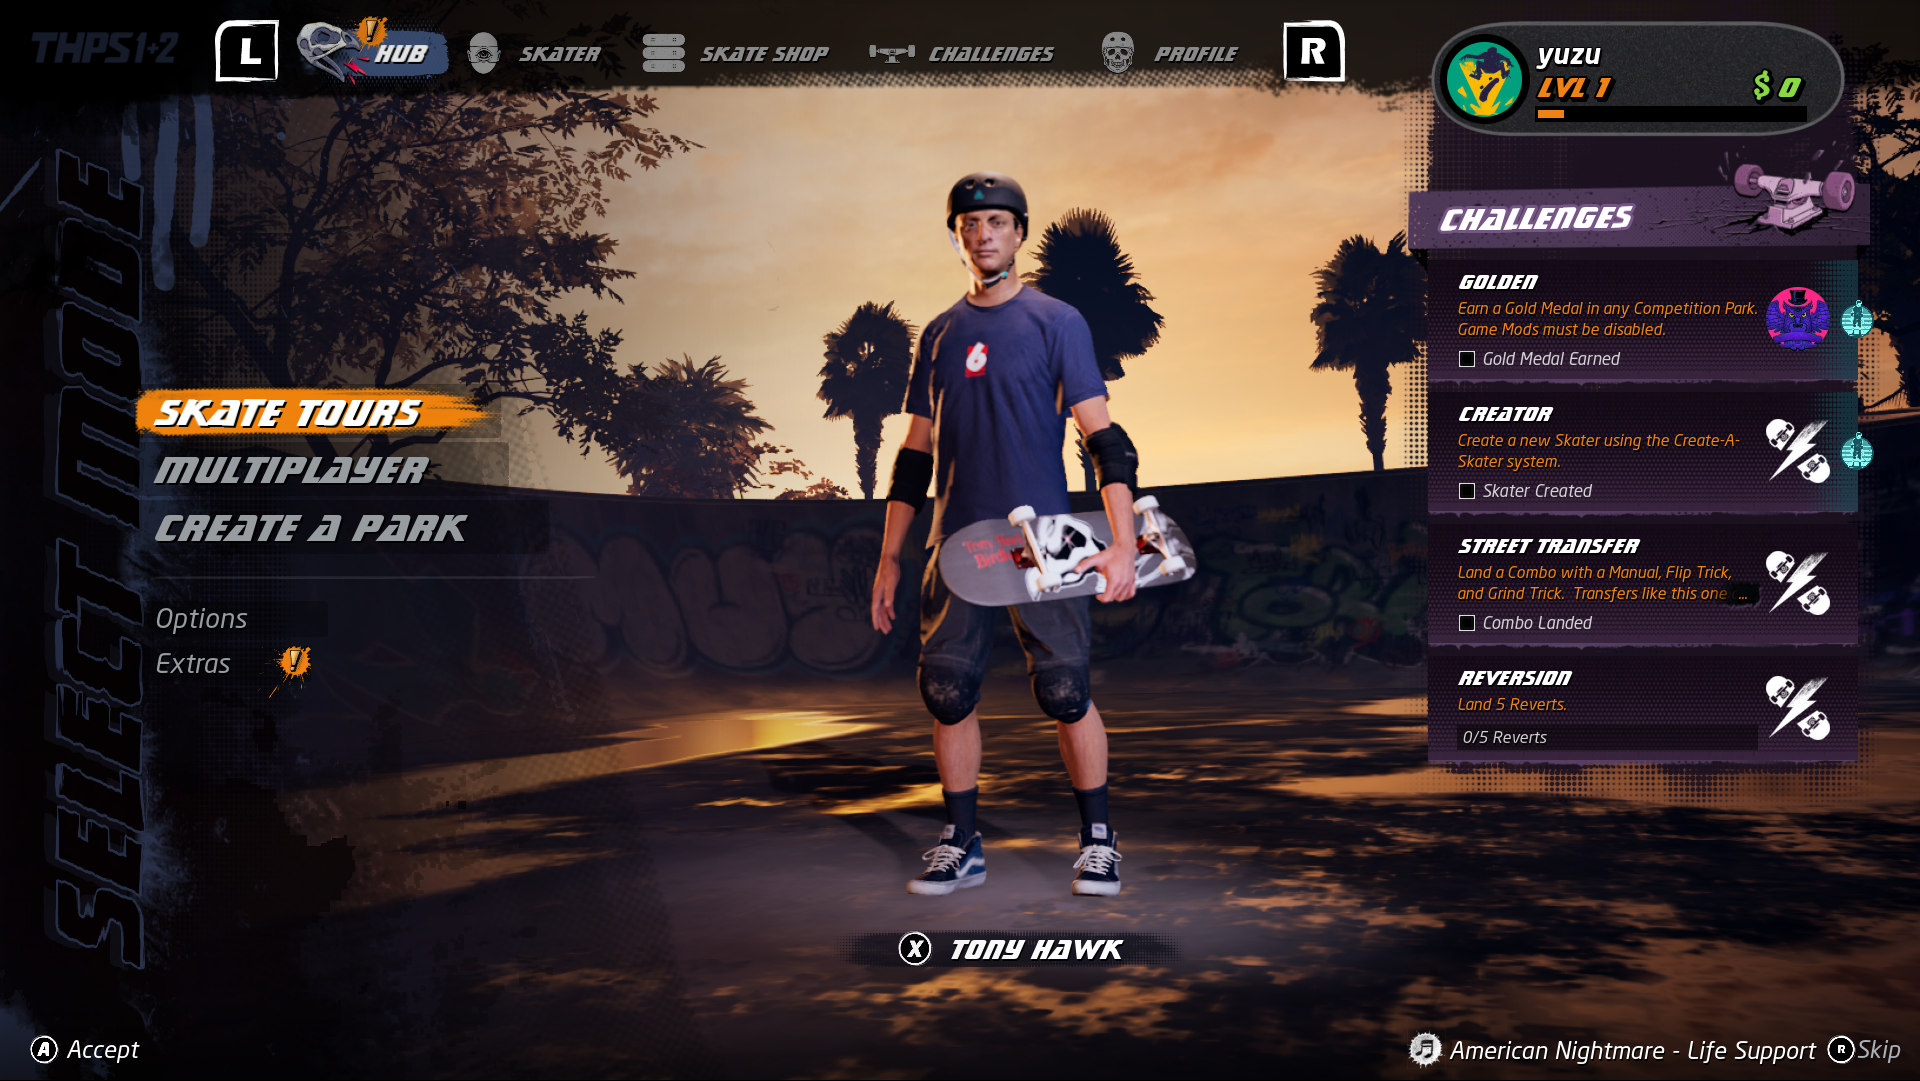 THPS1+2
L
HUB
SKATER
SKATE SHOP
CHALLENGES
PROFILE
R
yuzu
LVL 1
$ 0
SELECT MODE
SKATE TOURS
MULTIPLAYER
CREATE A PARK
Options
Extras
CHALLENGES
GOLDEN
Earn a Gold Medal in any Competition Park.
Game Mods must be disabled.
Gold Medal Earned
CREATOR
Create a new Skater using the Create-A-
Skater system.
Skater Created
STREET TRANSFER
Land a Combo with a Manual, Flip Trick,
and Grind Trick. Transfers like this one ...
Combo Landed
REVERSION
Land 5 Reverts.
0/5 Reverts
6
Tony Hawk
X TONY HAWK
A Accept
American Nightmare - Life Support
R Skip